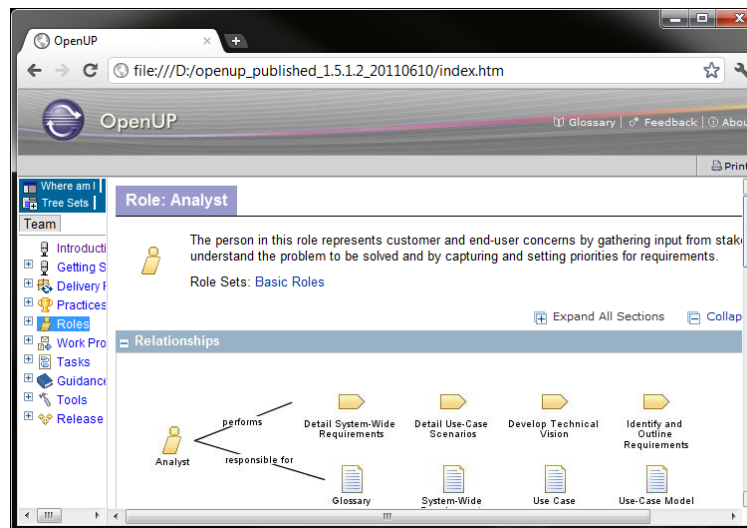 OpenUP
file:///D:/openup_published_1.5.1.2_20110610/index.htm
OpenUP
Glossary | Feedback | Abou
Print
Where am I
Tree Sets
Team
Introducti
Getting S
Delivery
Practices
Roles
Work Pro
Tasks
Guidance
Tools
Release
Role: Analyst
The person in this role represents customer and end-user concerns by gathering input from stak
understand the problem to be solved and by capturing and setting priorities for requirements.
Role Sets: Basic Roles
Expand All Sections Collap
Relationships
performs
responsible for
Analyst
Detail System-Wide
Requirements
Detail Use-Case
Scenarios
Develop Technical
Vision
Identify and
Outline
Requirements
Glossary
System-Wide
Use Case
Use-Case Model